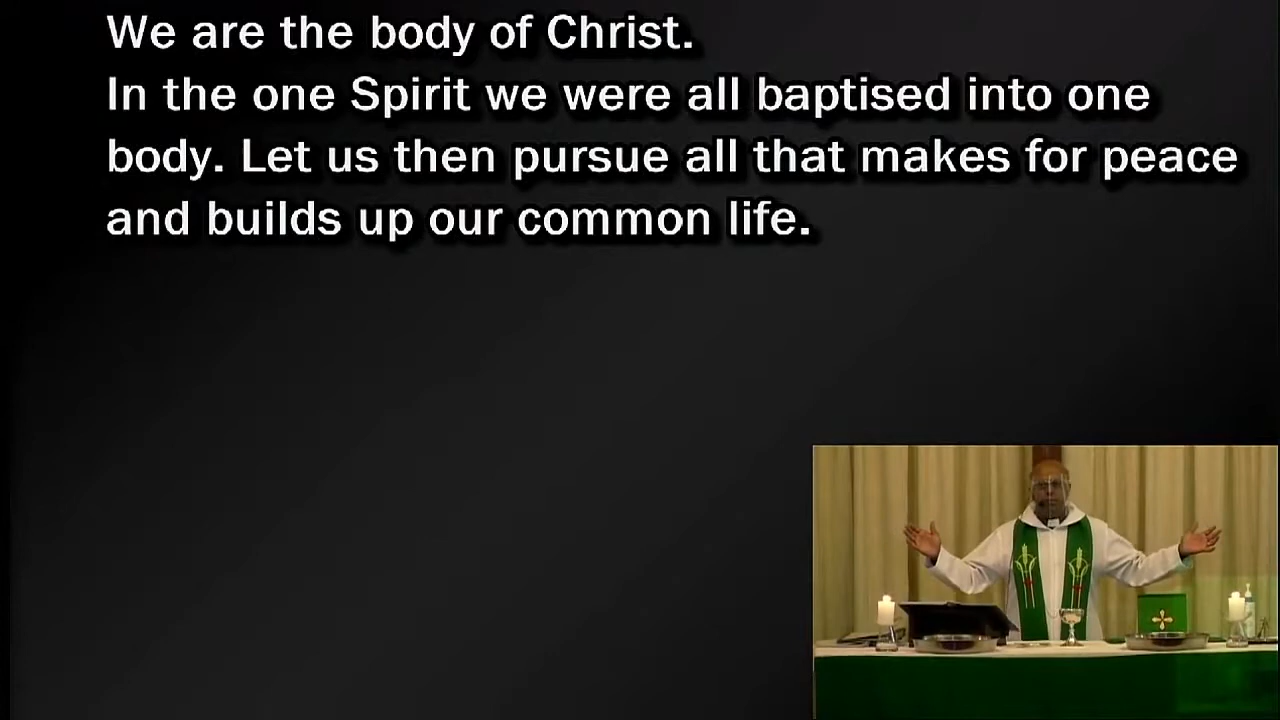 We are the body of Christ.
In the one Spirit we were all baptised into one
body. Let us then pursue all that makes for peace
and builds up our common life.